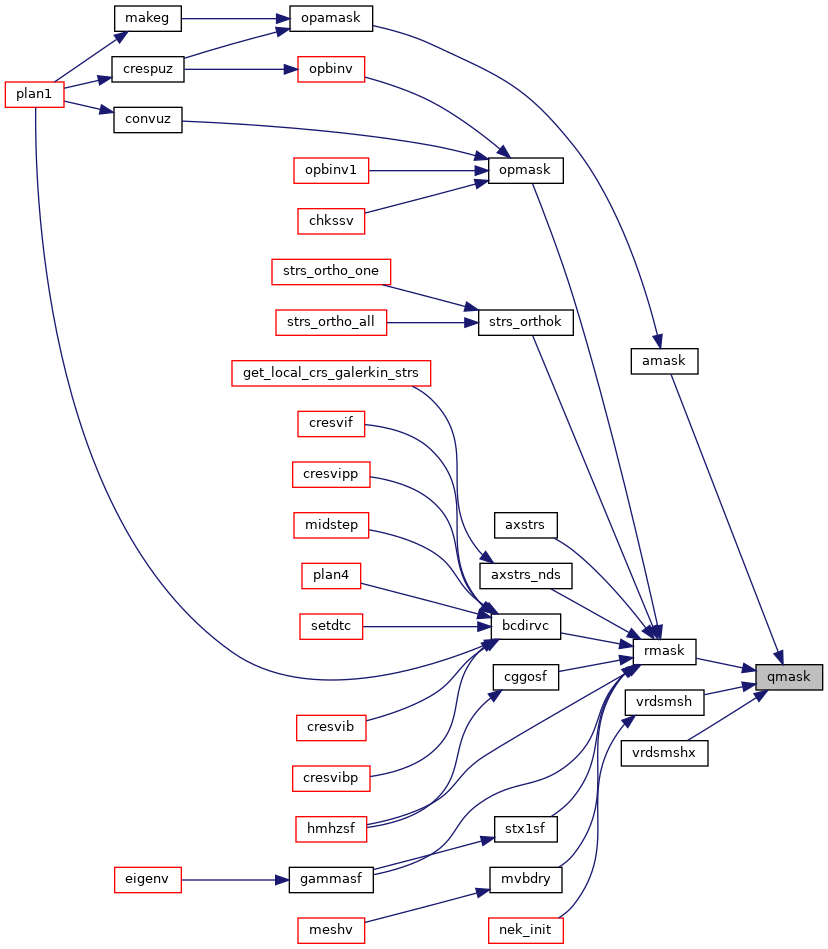 makeg
opamask
crespuz
opbinv
plan1
convuz
opbinv1
opmask
chkssv
strs_ortho_one
strs_ortho_all
strs_orthok
amask
get_local_crs_galerkin_strs
cresvif
cresvipp
midstep
axstrs
plan4
axstrs_nds
setdtc
bcdirvc
rmask
cggosf
qmask
vrdsmsh
cresvib
vrdsmshx
cresvibp
hmhzsf
stx1sf
eigenv
gammasf
mvbdry
meshv
nek_init